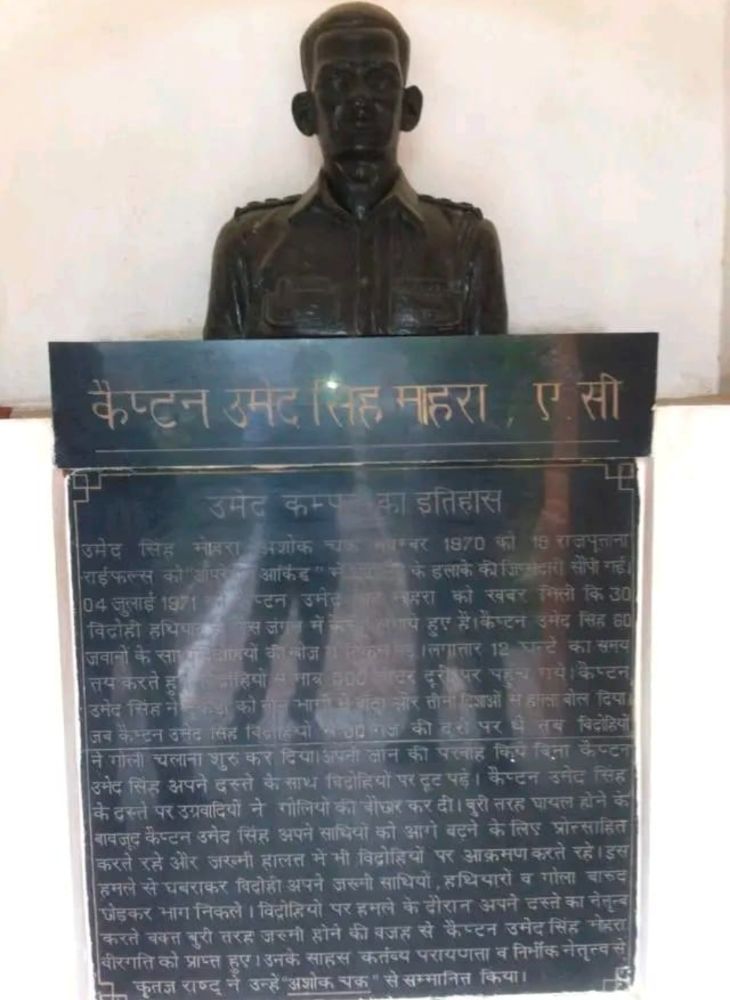 कैप्टन उमेद सिंह माहरा , ए सी
उमेद कम्प का इतिहास
उमेद सिंह मोहरा अशोक चक्र नवम्बर 1970 को 18 राजपूताना
राईफल्स को "ऑपरेशन आर्किड" में के इलाके की जिम्मेदारी सौंपी गई।
04 जुलाई 1971 को कैप्टन उमेद सिंह मोहरा को खबर मिली कि 30
विद्रोही हथियार जंगल में हुए हैं। कैप्टन उमेद सिंह 60
जवानों के साथ विद्रोहियों की खोज में निकल पड़े। लगातार 12 घन्टे का समय
तय करते हुए विद्रोहियों से मात्र 500 मीटर दूरी पर पहुंच गये। कैप्टन
उमेद सिंह ने को तीन भागों में बाँटा और तीनों दिशाओं से हमला बोल दिया।
जब कैप्टन उमेद सिंह विद्रोहियों से गज की दूरी पर थे तब विद्रोहियों
ने गोली चलाना शुरु कर दिया। अपनी जान की परवाह किये बिना कैप्टन
उमेद सिंह अपने दस्ते के साथ विद्रोहियों पर टूट पड़े। कैप्टन उमेद सिंह
के दस्ते पर उग्रवादियों ने गोलियों की बौछार कर दी। बुरी तरह घायल होने के
बावजूद कैप्टन उमेद सिंह अपने साथियों को आगे बढ़ने के लिए प्रोत्साहित
करते रहे और जख्मी हालत में भी विद्रोहियों पर आक्रमण करते रहे। इस
हमले से घबराकर विद्रोही अपने जख्मी साथियों, हथियारों व गोला बारुद
छोड़कर भाग निकले। विद्रोहियों पर हमले के दौरान अपने दस्ते का नेतृत्व
करते वक्त बुरी तरह जख्मी होने की वजह से कैप्टन उमेद सिंह मोहरा
वीरगति को प्राप्त हुए। उनके साहस कर्तव्य परायणता व निर्भीक नेतृत्व से
कृतज्ञ राष्ट्र ने उन्हें "अशोक चक्र" से सम्मानित किया।